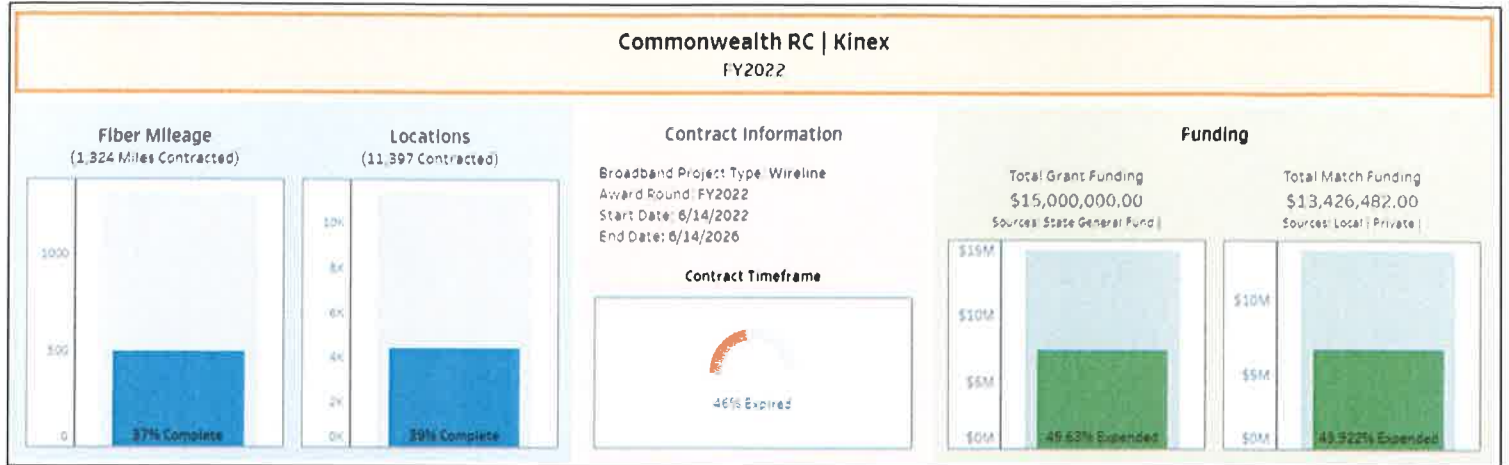 Commonwealth RC | Kinex
FY2022
Fiber Mileage
(1,324 Miles Contracted)
1000
500
0
37% Complete
Locations
(11,397 Contracted)
10K
8K
6K
4K
2K
0K
39% Complete
Contract Information
Broadband Project Type: Wireline
Award Round: FY2022
Start Date: 6/14/2022
End Date: 6/14/2026
Contract Timeframe
46% Expired
Funding
Total Grant Funding
$15,000,000.00
Sources: State General Fund |
$15M
$10M
$5M
$0M
49.63% Expended
Total Match Funding
$13,426,482.00
Sources: Local | Private |
$10M
$5M
$0M
Expended